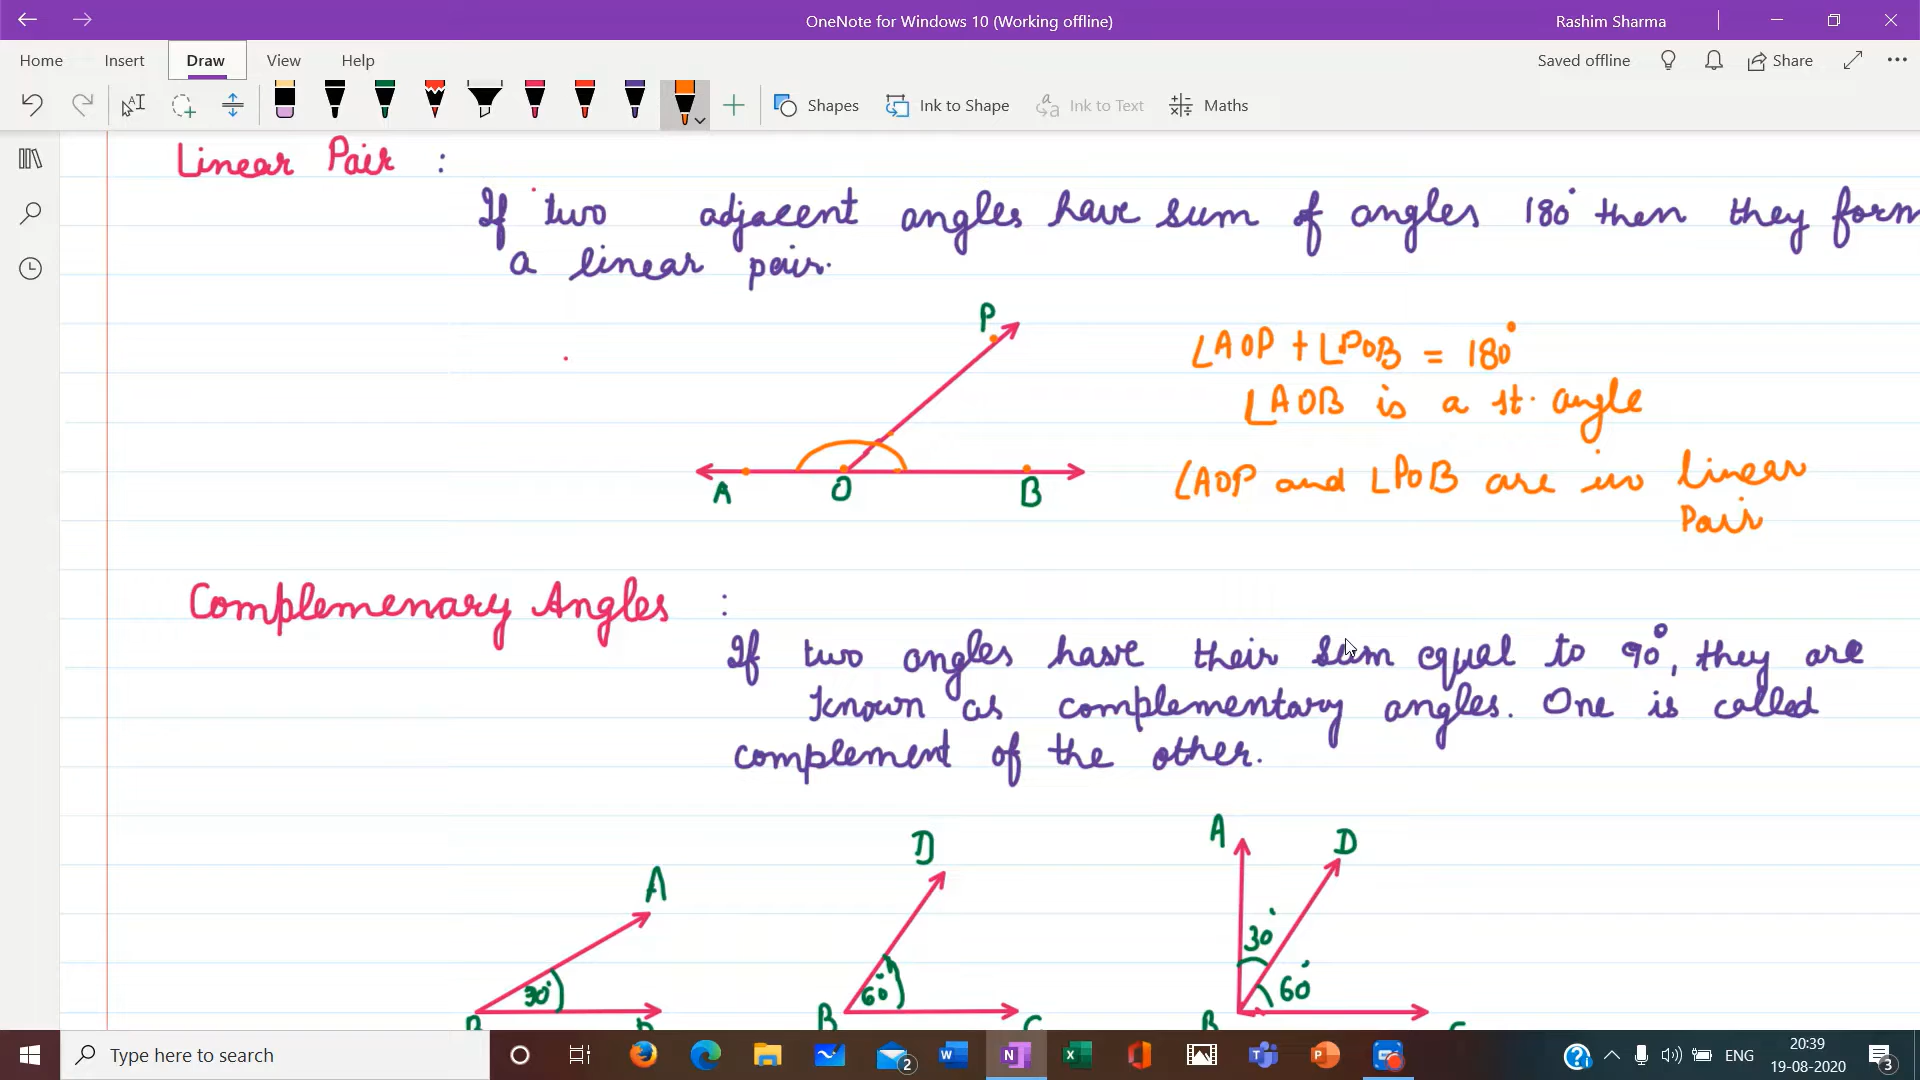 OneNote for Windows 10 (Working offline)
Rashim Sharma
Home Insert Draw View Help
Saved offline
Share
Shapes
Ink to Shape
Ink to Text
Maths
Linear Pair :
If two adjacent angles have sum of angles 180° then they form
a linear pair.
P
A O B
∠AOP + ∠POB = 180°
∠AOB is a st. angle
∠AOP and ∠POB are in linear
Pair
Complemenary Angles :
If two angles have their sum equal to 90°, they are
known as complementary angles. One is called
complement of the other.
A
30°
D
60°
B C
A D
30°
60°
B
Type here to search
2
ENG
20:39
19-08-2020
3